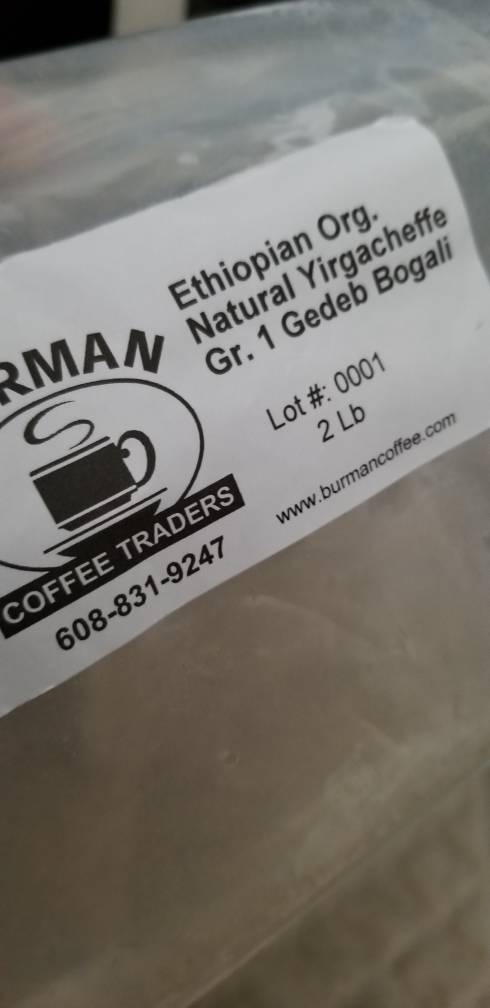 Ethiopian Org.
Natural Yirgacheffe
Gr. 1 Gedeb Bogali
Lot #: 0001
2 Lb
www.burmancoffee.com
RMAN
COFFEE TRADERS
608-831-9247